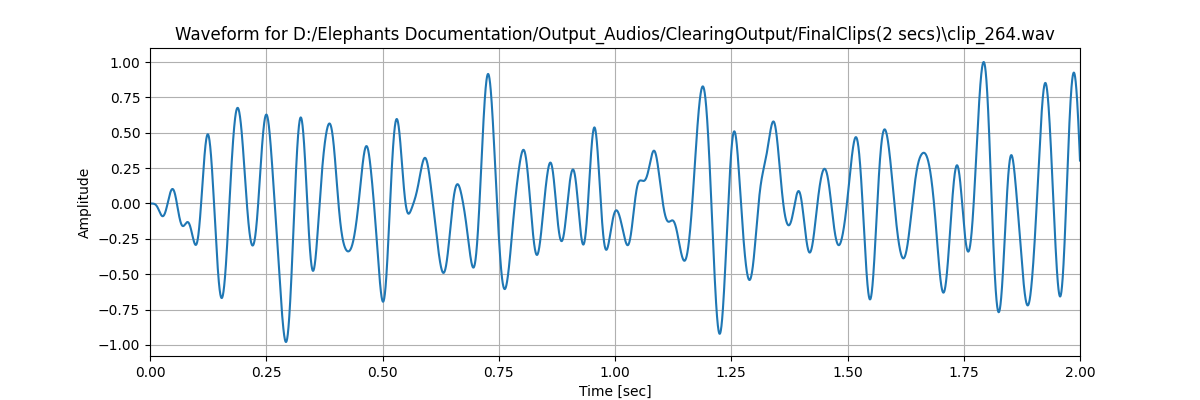 Waveform for D:/Elephants Documentation/Output_Audios/ClearingOutput/FinalClips(2 secs)\clip_264.wav
1.00
0.75
0.50
0.25
0.00
−0.25
−0.50
−0.75
−1.00
Amplitude
0.00 0.25 0.50 0.75 1.00 1.25 1.50 1.75 2.00
Time [sec]